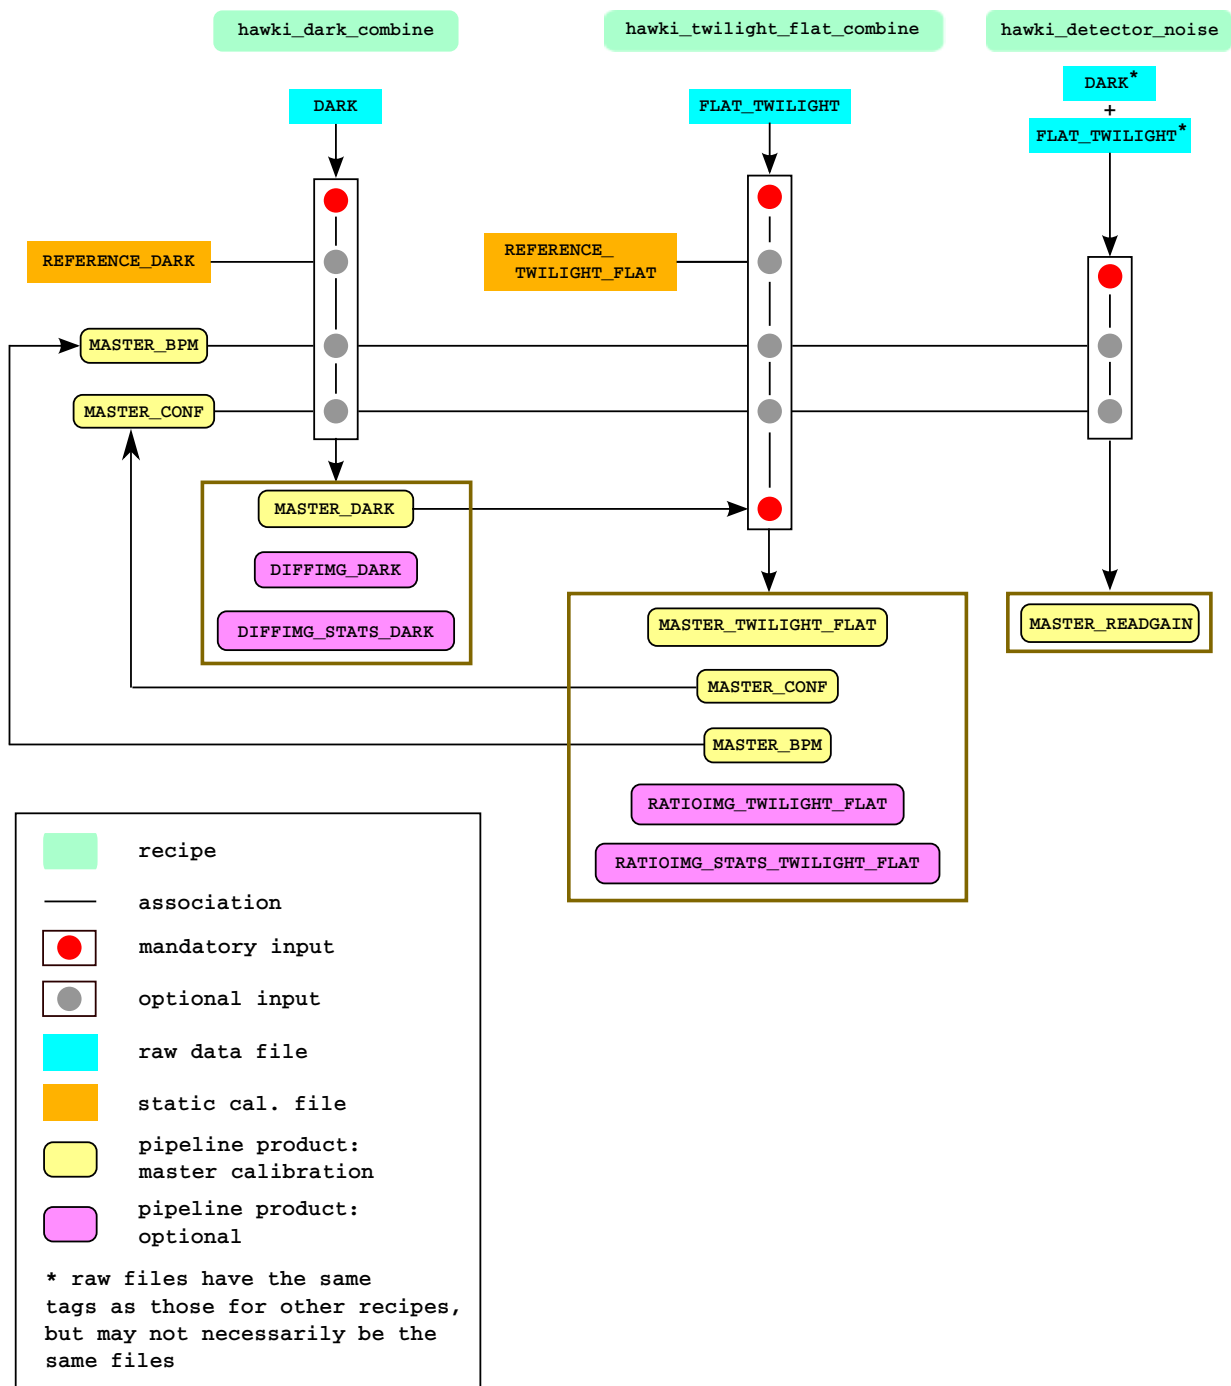 hawki_dark_combine
hawki_twilight_flat_combine
hawki_detector_noise
DARK
FLAT_TWILIGHT
DARK*
+
FLAT_TWILIGHT*
REFERENCE_DARK
REFERENCE_
TWILIGHT_FLAT
MASTER_BPM
MASTER_CONF
MASTER_DARK
DIFFIMG_DARK
DIFFIMG_STATS_DARK
MASTER_TWILIGHT_FLAT
MASTER_CONF
MASTER_BPM
RATIOIMG_TWILIGHT_FLAT
RATIOIMG_STATS_TWILIGHT_FLAT
MASTER_READGAIN
recipe
association
mandatory input
optional input
raw data file
static cal. file
pipeline product:
master calibration
pipeline product:
optional
* raw files have the same
tags as those for other recipes,
but may not necessarily be the
same files